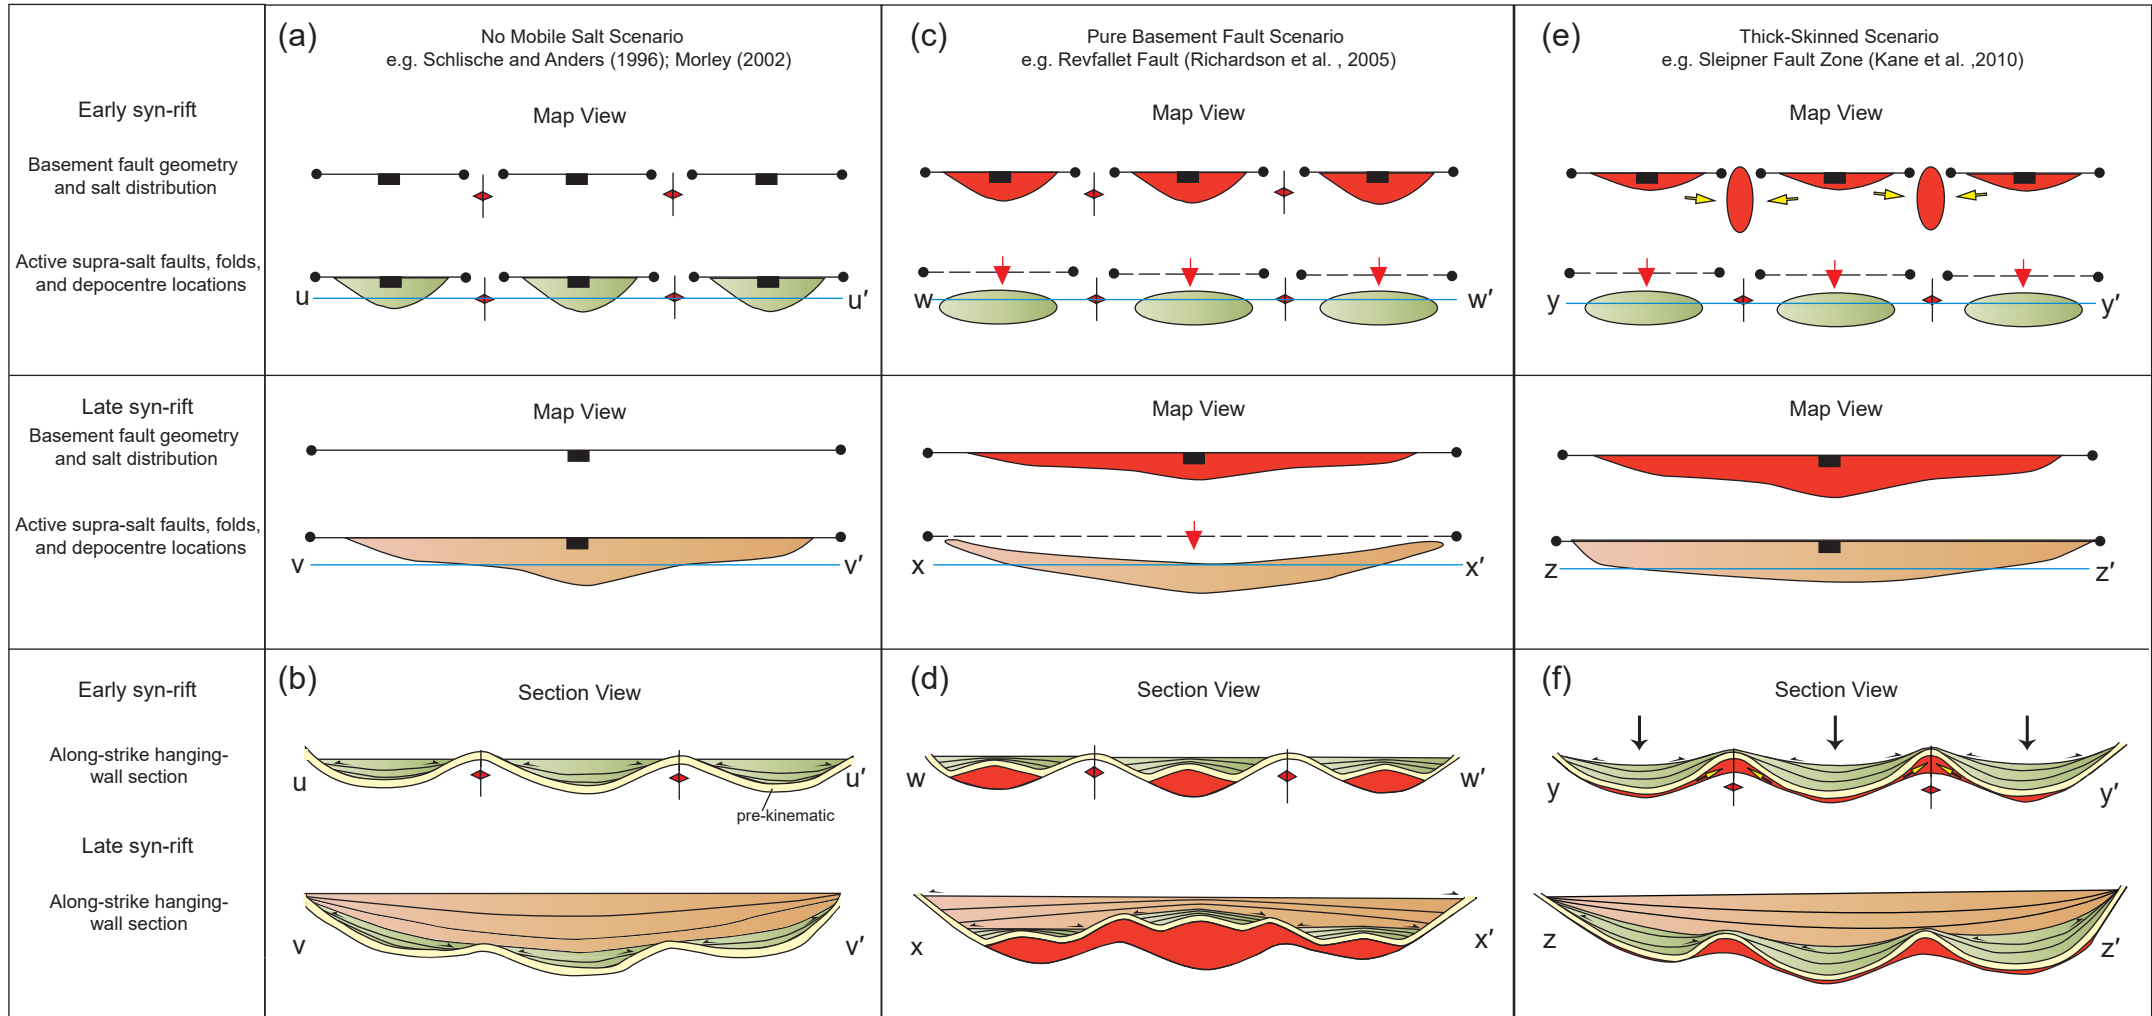 (a)
No Mobile Salt Scenario
e.g. Schlische and Anders (1996); Morley (2002)
(c)
Pure Basement Fault Scenario
e.g. Revfallet Fault (Richardson et al. , 2005)
(e)
Thick-Skinned Scenario
e.g. Sleipner Fault Zone (Kane et al. ,2010)
Early syn-rift
Map View
Map View
Map View
Basement fault geometry
and salt distribution
Active supra-salt faults, folds,
and depocentre locations
u
u'
w
w'
y
y'
Late syn-rift
Map View
Map View
Map View
Basement fault geometry
and salt distribution
Active supra-salt faults, folds,
and depocentre locations
v
v'
x
x'
z
z'
(b)
Section View
(d)
Section View
(f)
Section View
Early syn-rift
Along-strike hanging-
wall section
u
u'
pre-kinematic
w
w'
y
y'
Late syn-rift
Along-strike hanging-
wall section
v
v'
x
x'
z
z'